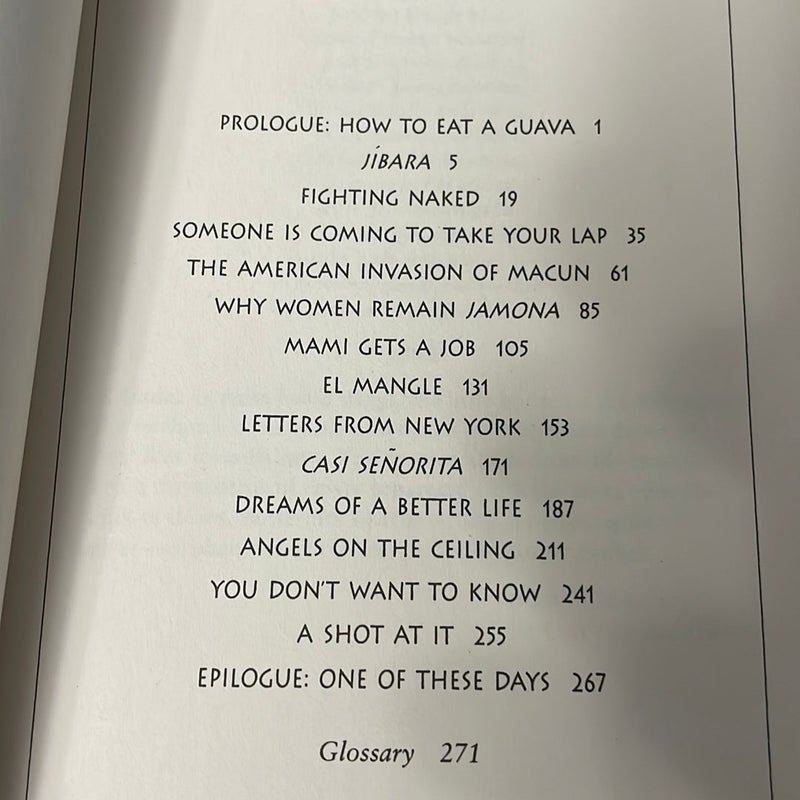 PROLOGUE: HOW TO EAT A GUAVA 1
JÍBARA 5
FIGHTING NAKED 19
SOMEONE IS COMING TO TAKE YOUR LAP 35
THE AMERICAN INVASION OF MACUN 61
WHY WOMEN REMAIN JAMONA 85
MAMI GETS A JOB 105
EL MANGLE 131
LETTERS FROM NEW YORK 153
CASI SEÑORITA 171
DREAMS OF A BETTER LIFE 187
ANGELS ON THE CEILING 211
YOU DON'T WANT TO KNOW 241
A SHOT AT IT 255
EPILOGUE: ONE OF THESE DAYS 267
Glossary 271